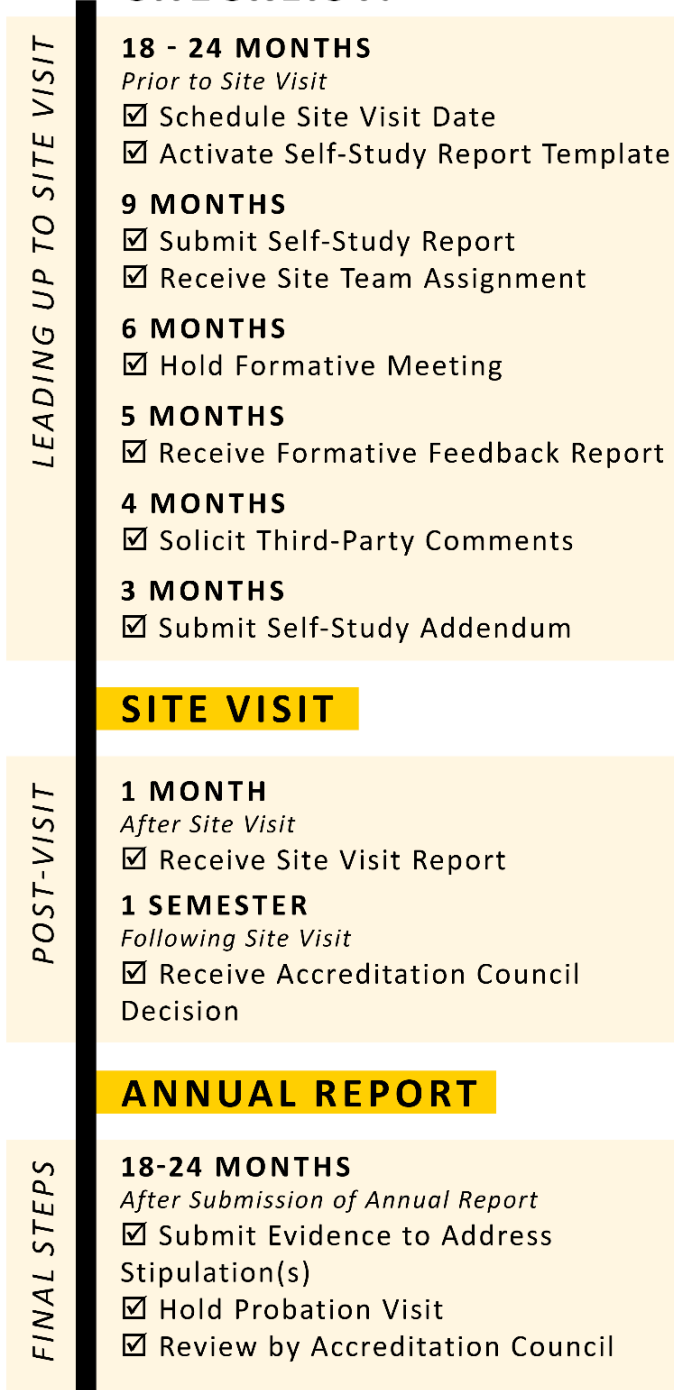 LEADING UP TO SITE VISIT
18 - 24 MONTHS
Prior to Site Visit
☑ Schedule Site Visit Date
☑ Activate Self-Study Report Template
9 MONTHS
☑ Submit Self-Study Report
☑ Receive Site Team Assignment
6 MONTHS
☑ Hold Formative Meeting
5 MONTHS
☑ Receive Formative Feedback Report
4 MONTHS
☑ Solicit Third-Party Comments
3 MONTHS
☑ Submit Self-Study Addendum
SITE VISIT
POST-VISIT
1 MONTH
After Site Visit
☑ Receive Site Visit Report
1 SEMESTER
Following Site Visit
☑ Receive Accreditation Council
Decision
ANNUAL REPORT
FINAL STEPS
18-24 MONTHS
After Submission of Annual Report
☑ Submit Evidence to Address
Stipulation(s)
☑ Hold Probation Visit
☑ Review by Accreditation Council